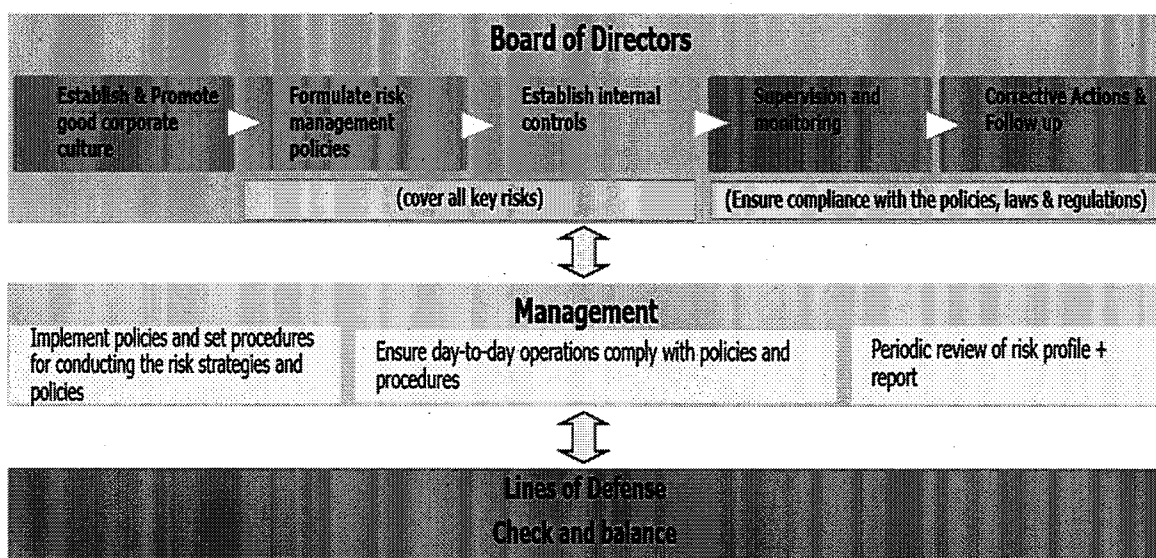 Board of Directors
Establish & Promote
good corporate
culture
Formulate risk
management
policies
Establish internal
controls
Supervision and
monitoring
Corrective Actions &
Follow up
(cover all key risks)
(Ensure compliance with the policies, laws & regulations)
Management
Implement policies and set procedures
for conducting the risk strategies and
policies
Ensure day-to-day operations comply with policies and
procedures
Periodic review of risk profile +
report
Lines of Defense
Check and balance